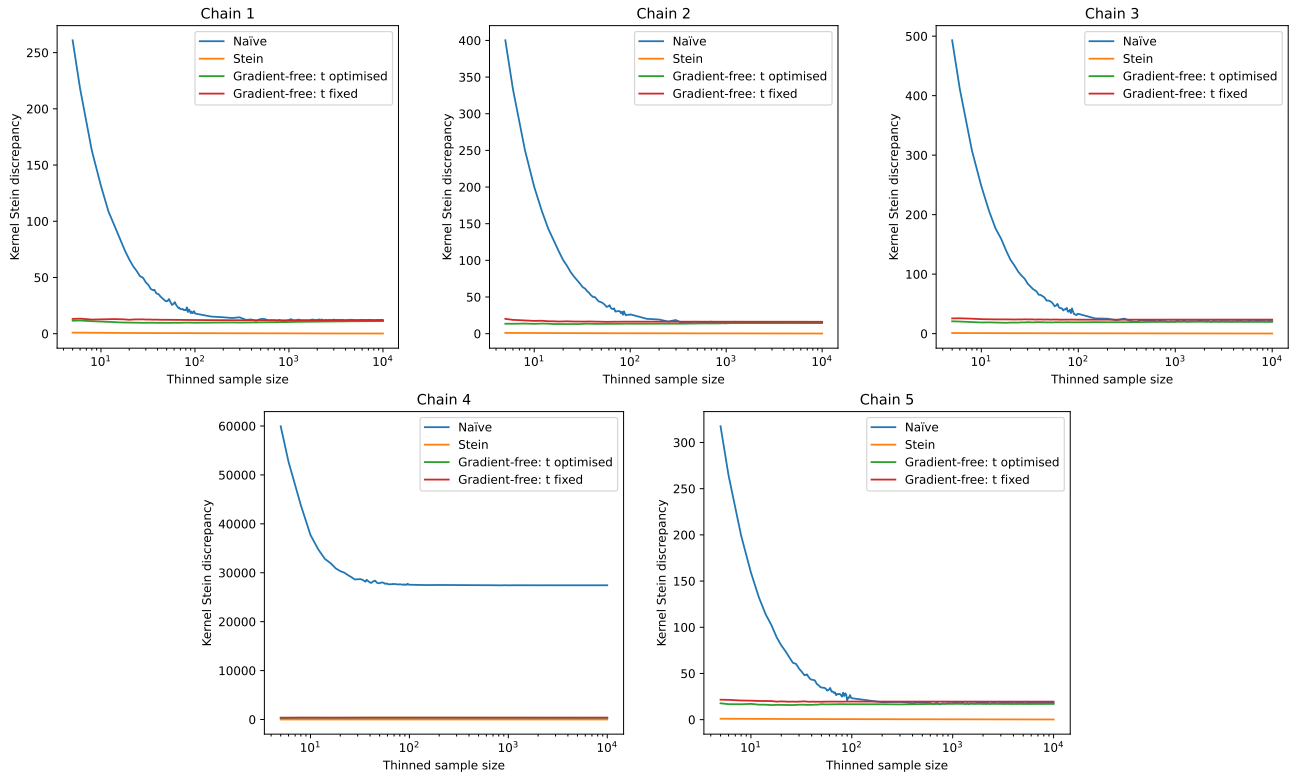 Chain 1
Kernel Stein discrepancy
250
200
150
100
50
0
Naïve
Stein
Gradient-free: t optimised
Gradient-free: t fixed
10¹ 10² 10³ 10⁴
Thinned sample size
Chain 2
Kernel Stein discrepancy
400
350
300
250
200
150
100
50
0
Naïve
Stein
Gradient-free: t optimised
Gradient-free: t fixed
10¹ 10² 10³ 10⁴
Thinned sample size
Chain 3
Kernel Stein discrepancy
500
400
300
200
100
0
Naïve
Stein
Gradient-free: t optimised
Gradient-free: t fixed
10¹ 10² 10³ 10⁴
Thinned sample size
Chain 4
Kernel Stein discrepancy
60000
50000
40000
30000
20000
10000
0
Naïve
Stein
Gradient-free: t optimised
Gradient-free: t fixed
10¹ 10² 10³ 10⁴
Thinned sample size
Chain 5
Kernel Stein discrepancy
300
250
200
150
100
50
0
Naïve
Stein
Gradient-free: t optimised
Gradient-free: t fixed
10¹ 10² 10³ 10⁴
Thinned sample size